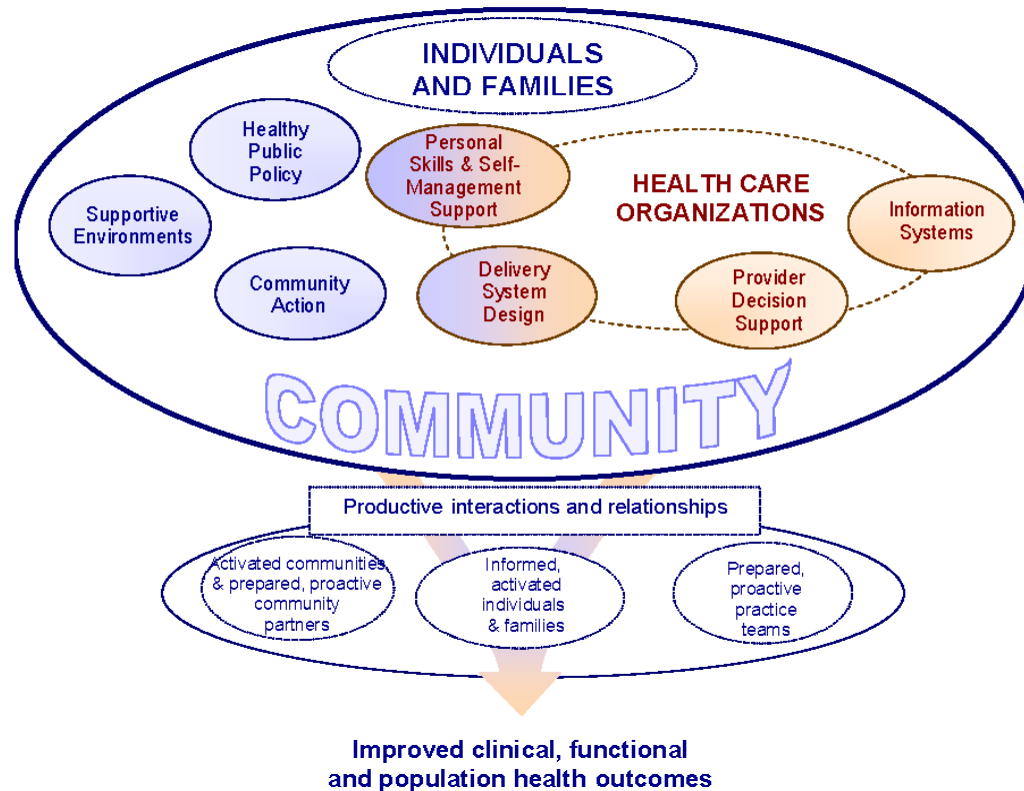 INDIVIDUALS
AND FAMILIES
Healthy
Public
Policy
Personal
Skills & Self-
Management
Support
HEALTH CARE
ORGANIZATIONS
Information
Systems
Supportive
Environments
Community
Action
Delivery
System
Design
Provider
Decision
Support
COMMUNITY
Productive interactions and relationships
Activated communities
& prepared, proactive
community
partners
Informed,
activated
individuals
& families
Prepared,
proactive
practice
teams
Improved clinical, functional
and population health outcomes